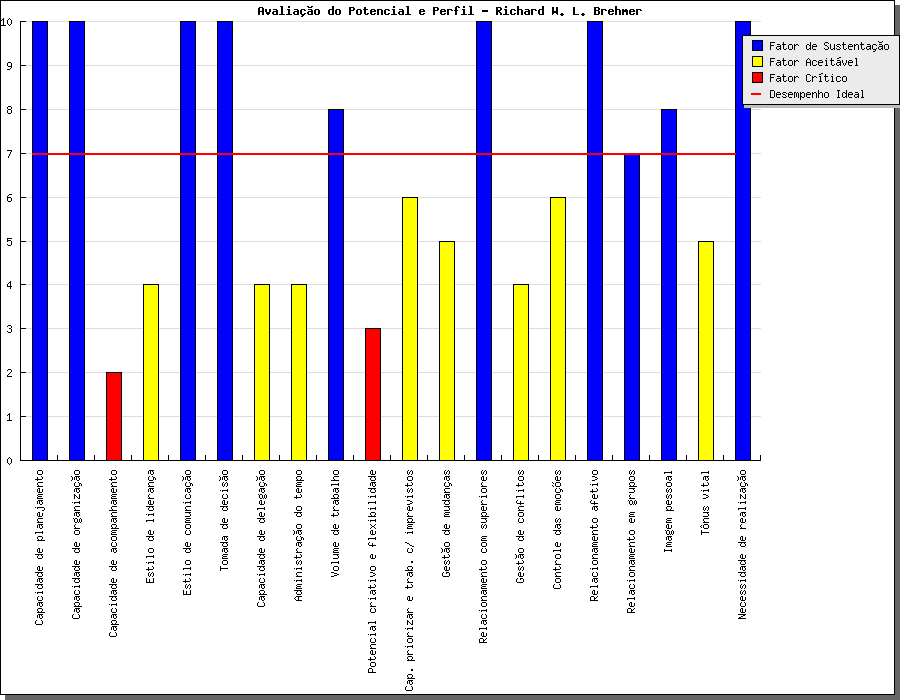 Avaliação do Potencial e Perfil - Richard W. L. Brehmer
Fator de Sustentação
Fator Aceitável
Fator Crítico
Desempenho Ideal
10
9
8
7
6
5
4
3
2
1
0
Capacidade de planejamento
Capacidade de organização
Capacidade de acompanhamento
Estilo de liderança
Estilo de comunicação
Tomada de decisão
Capacidade de delegação
Administração do tempo
Volume de trabalho
Potencial criativo e flexibilidade
Cap. priorizar e trab. c/ imprevistos
Gestão de mudanças
Relacionamento com superiores
Gestão de conflitos
Controle das emoções
Relacionamento afetivo
Relacionamento em grupos
Imagem pessoal
Tônus vital
Necessidade de realização